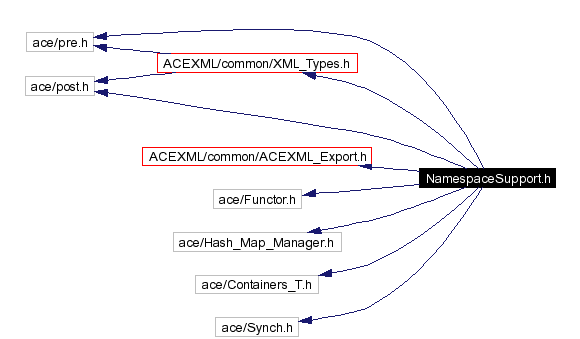 ace/pre.h
ACEXML/common/XML_Types.h
ace/post.h
ACEXML/common/ACEXML_Export.h
NamespaceSupport.h
ace/Functor.h
ace/Hash_Map_Manager.h
ace/Containers_T.h
ace/Synch.h